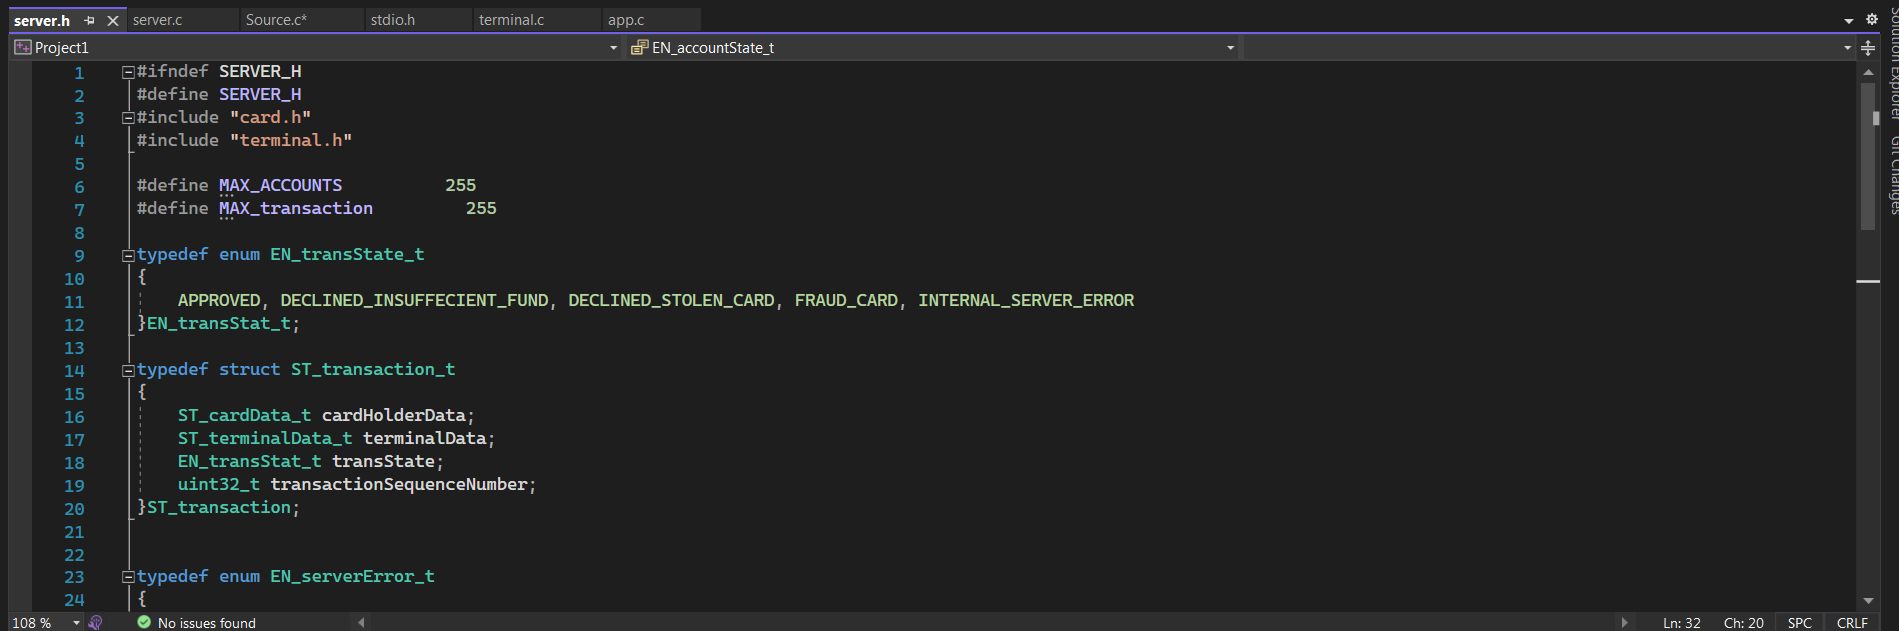 server.h server.c Source.c* stdio.h terminal.c app.c
Project1 EN_accountState_t
1 #ifndef SERVER_H
2 #define SERVER_H
3 #include "card.h"
4 #include "terminal.h"
5
6 #define MAX_ACCOUNTS 255
7 #define MAX_transaction 255
8
9 typedef enum EN_transState_t
10 {
11 APPROVED, DECLINED_INSUFFECIENT_FUND, DECLINED_STOLEN_CARD, FRAUD_CARD, INTERNAL_SERVER_ERROR
12 }EN_transStat_t;
13
14 typedef struct ST_transaction_t
15 {
16 ST_cardData_t cardHolderData;
17 ST_terminalData_t terminalData;
18 EN_transStat_t transState;
19 uint32_t transactionSequenceNumber;
20 }ST_transaction;
21
22
23 typedef enum EN_serverError_t
24 {
108 % No issues found Ln: 32 Ch: 20 SPC CRLF
Solution Explorer
Git Changes